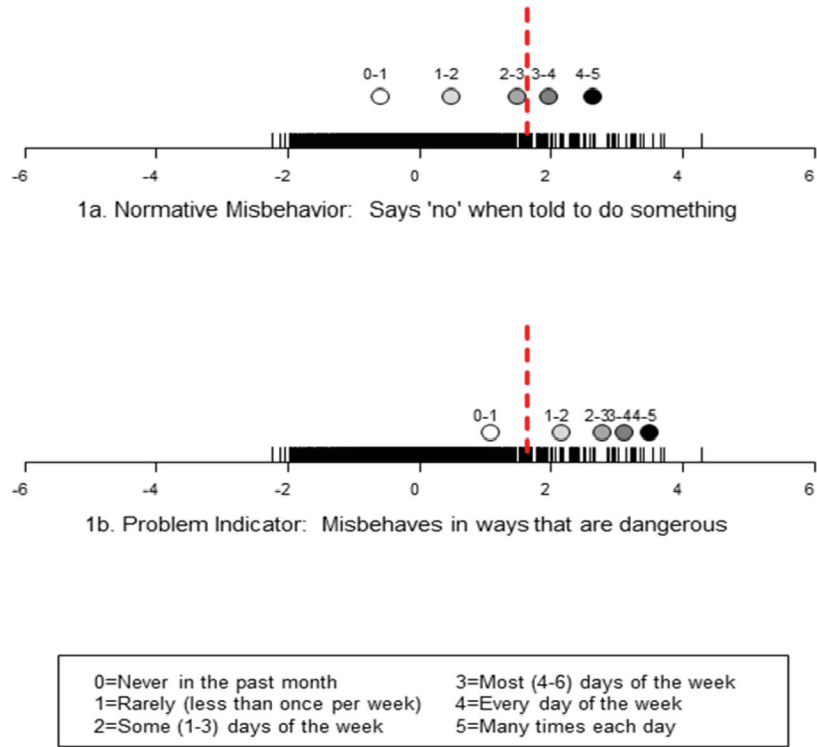 0-1 1-2 2-3 3-4 4-5
-6 -4 -2 0 2 4 6
1a. Normative Misbehavior: Says 'no' when told to do something
0-1 1-2 2-3 3-4 4-5
-6 -4 -2 0 2 4 6
1b. Problem Indicator: Misbehaves in ways that are dangerous
0=Never in the past month 3=Most (4-6) days of the week
1=Rarely (less than once per week) 4=Every day of the week
2=Some (1-3) days of the week 5=Many times each day